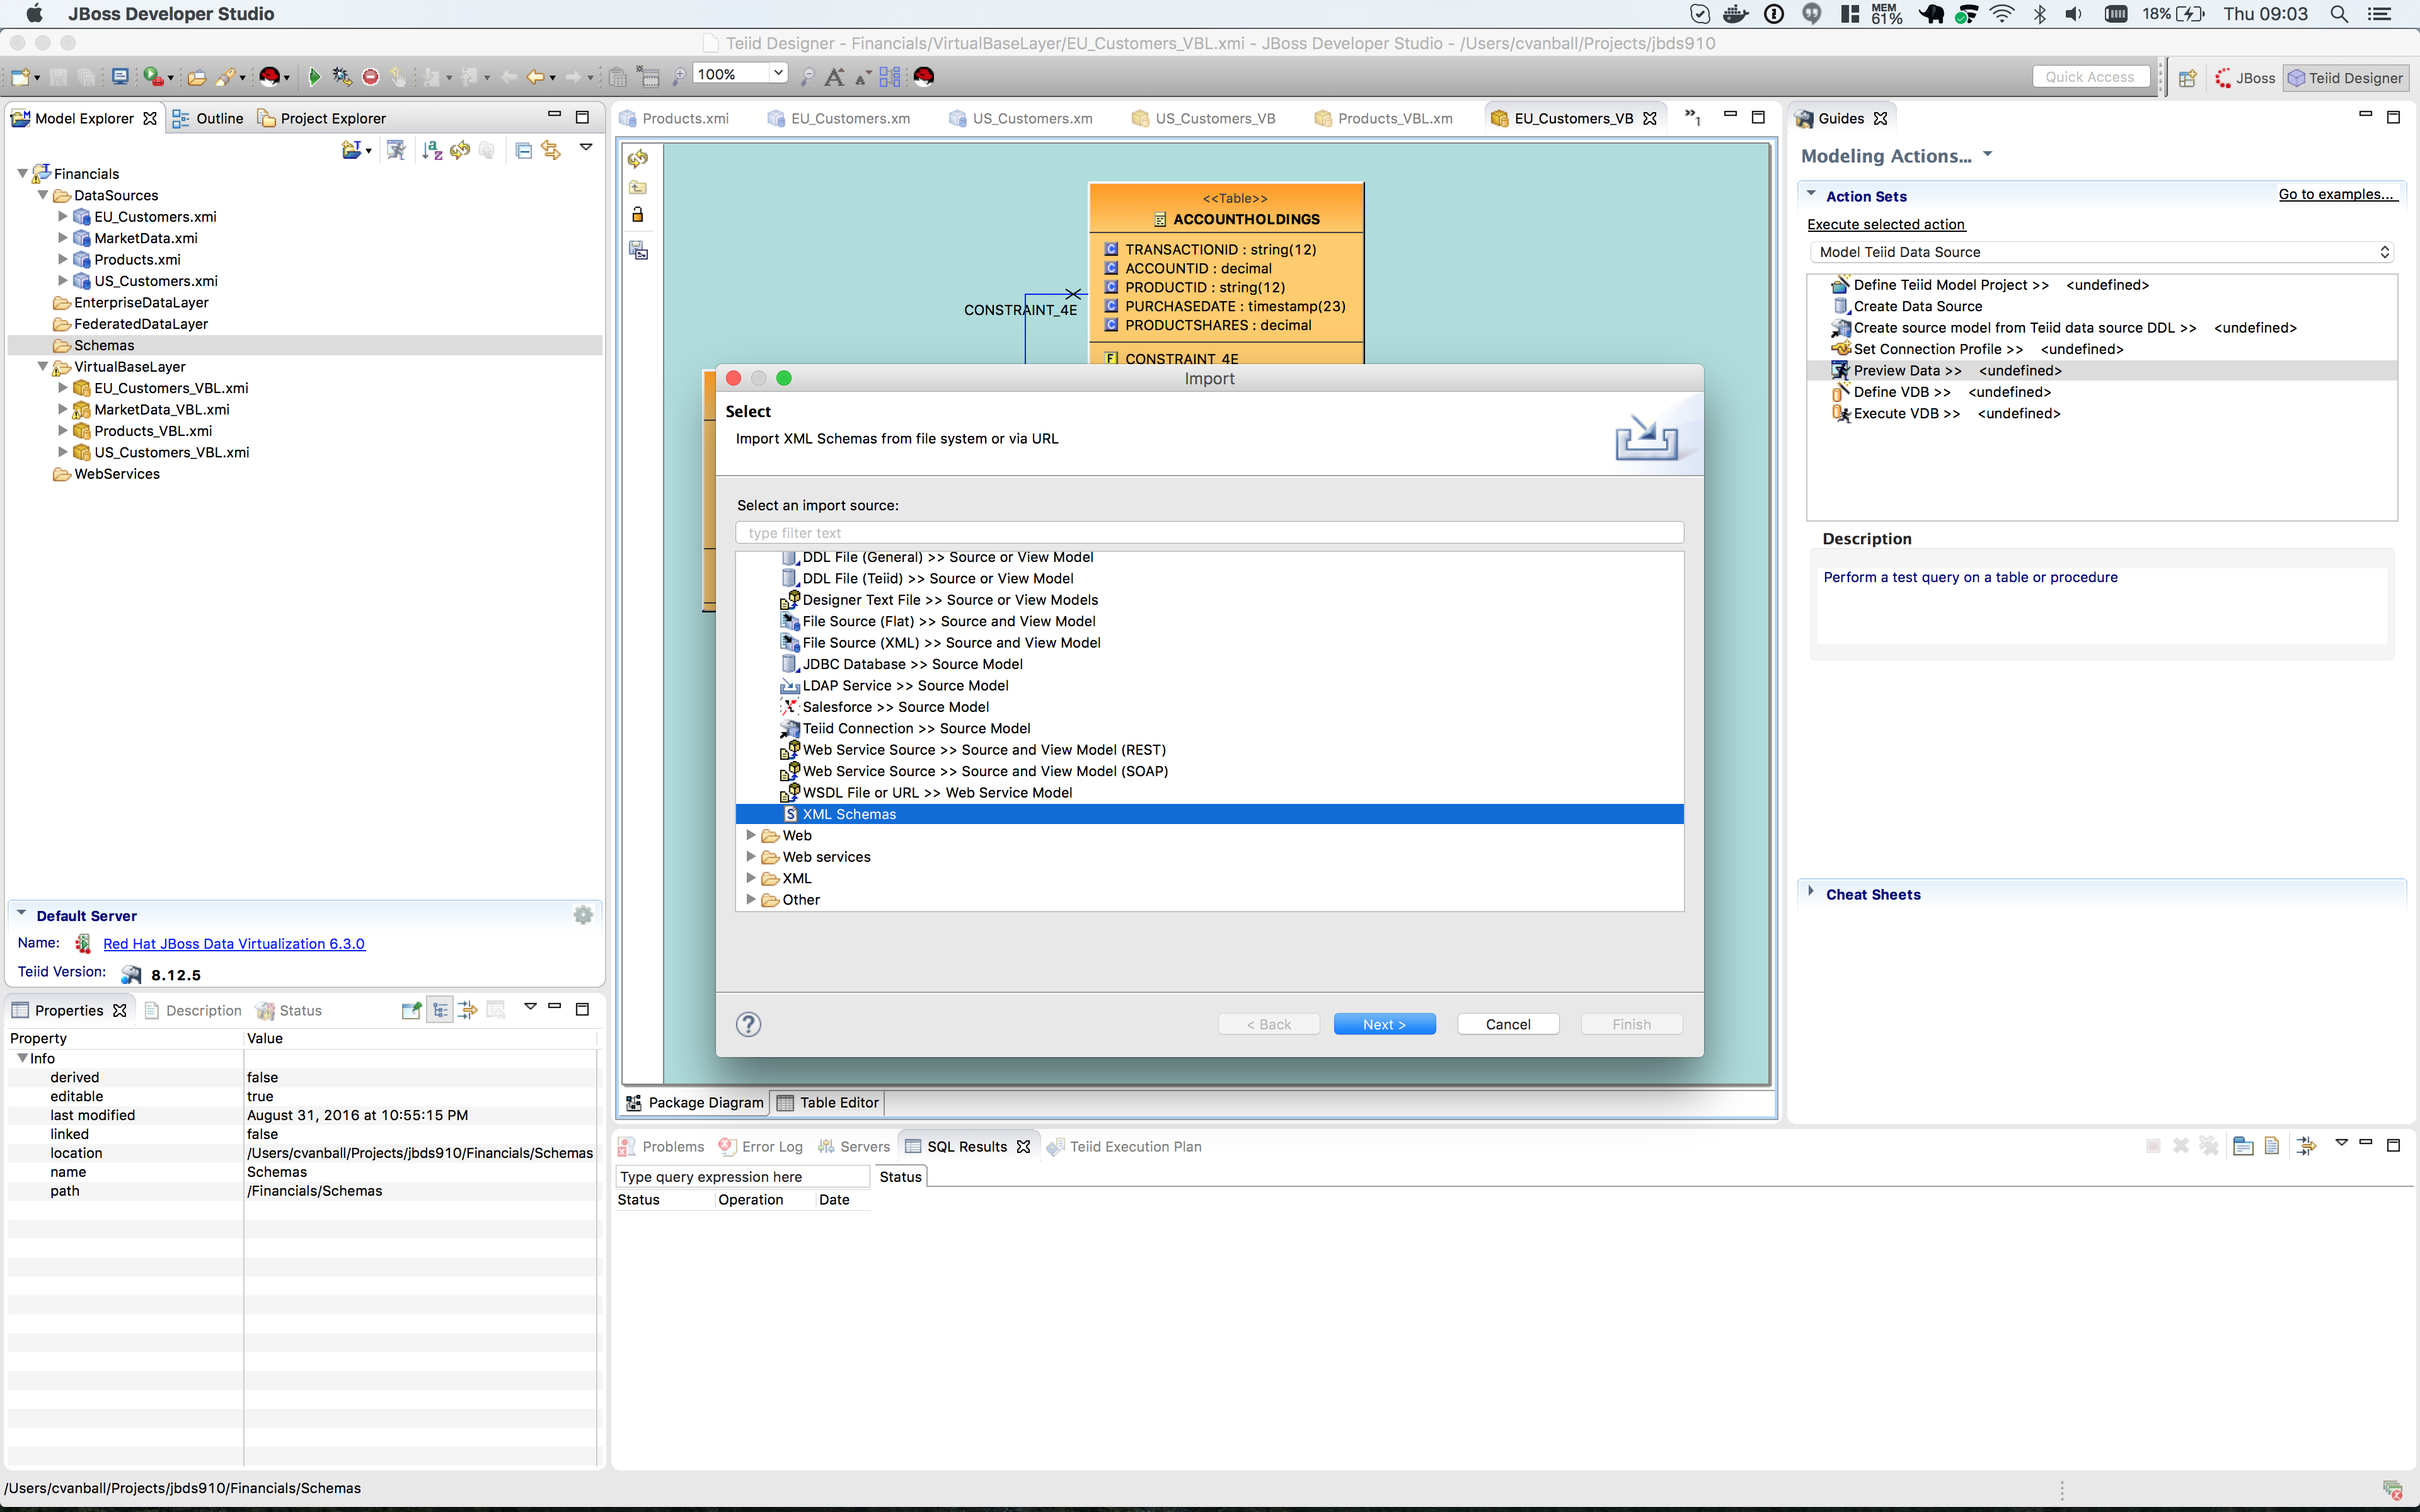 JBoss Developer Studio
MEM 61%
18%
Thu 09:03
Teiid Designer - Financials/VirtualBaseLayer/EU_Customers_VBL.xmi - JBoss Developer Studio - /Users/cvanball/Projects/jbds910
100%
Quick Access
JBoss
Teiid Designer
Model Explorer
Outline
Project Explorer
Financials
DataSources
EU_Customers.xmi
MarketData.xmi
Products.xmi
US_Customers.xmi
EnterpriseDataLayer
FederatedDataLayer
Schemas
VirtualBaseLayer
EU_Customers_VBL.xmi
MarketData_VBL.xmi
Products_VBL.xmi
US_Customers_VBL.xmi
WebServices
Default Server
Name: Red Hat JBoss Data Virtualization 6.3.0
Teiid Version: 8.12.5
Properties
Description
Status
Property Value
Info
derived false
editable true
last modified August 31, 2016 at 10:55:15 PM
linked false
location /Users/cvanball/Projects/jbds910/Financials/Schemas
name Schemas
path /Financials/Schemas
Products.xmi
EU_Customers.xm
US_Customers.xm
US_Customers_VB
Products_VBL.xm
EU_Customers_VB
»1
<<Table>>
ACCOUNTHOLDINGS
TRANSACTIONID : string(12)
ACCOUNTID : decimal
PRODUCTID : string(12)
PURCHASEDATE : timestamp(23)
PRODUCTSHARES : decimal
CONSTRAINT_4E
CONSTRAINT_4E
Import
Select
Import XML Schemas from file system or via URL
Select an import source:
type filter text
DDL File (General) >> Source or View Model
DDL File (Teiid) >> Source or View Model
Designer Text File >> Source or View Models
File Source (Flat) >> Source and View Model
File Source (XML) >> Source and View Model
JDBC Database >> Source Model
LDAP Service >> Source Model
Salesforce >> Source Model
Teiid Connection >> Source Model
Web Service Source >> Source and View Model (REST)
Web Service Source >> Source and View Model (SOAP)
WSDL File or URL >> Web Service Model
XML Schemas
Web
Web services
XML
Other
< Back
Next >
Cancel
Finish
Package Diagram
Table Editor
Problems
Error Log
Servers
SQL Results
Teiid Execution Plan
Type query expression here
Status
Status Operation Date
Guides
Modeling Actions...
Action Sets
Go to examples...
Execute selected action
Model Teiid Data Source
Define Teiid Model Project >> <undefined>
Create Data Source
Create source model from Teiid data source DDL >> <undefined>
Set Connection Profile >> <undefined>
Preview Data >> <undefined>
Define VDB >> <undefined>
Execute VDB >> <undefined>
Description
Perform a test query on a table or procedure
Cheat Sheets
/Users/cvanball/Projects/jbds910/Financials/Schemas